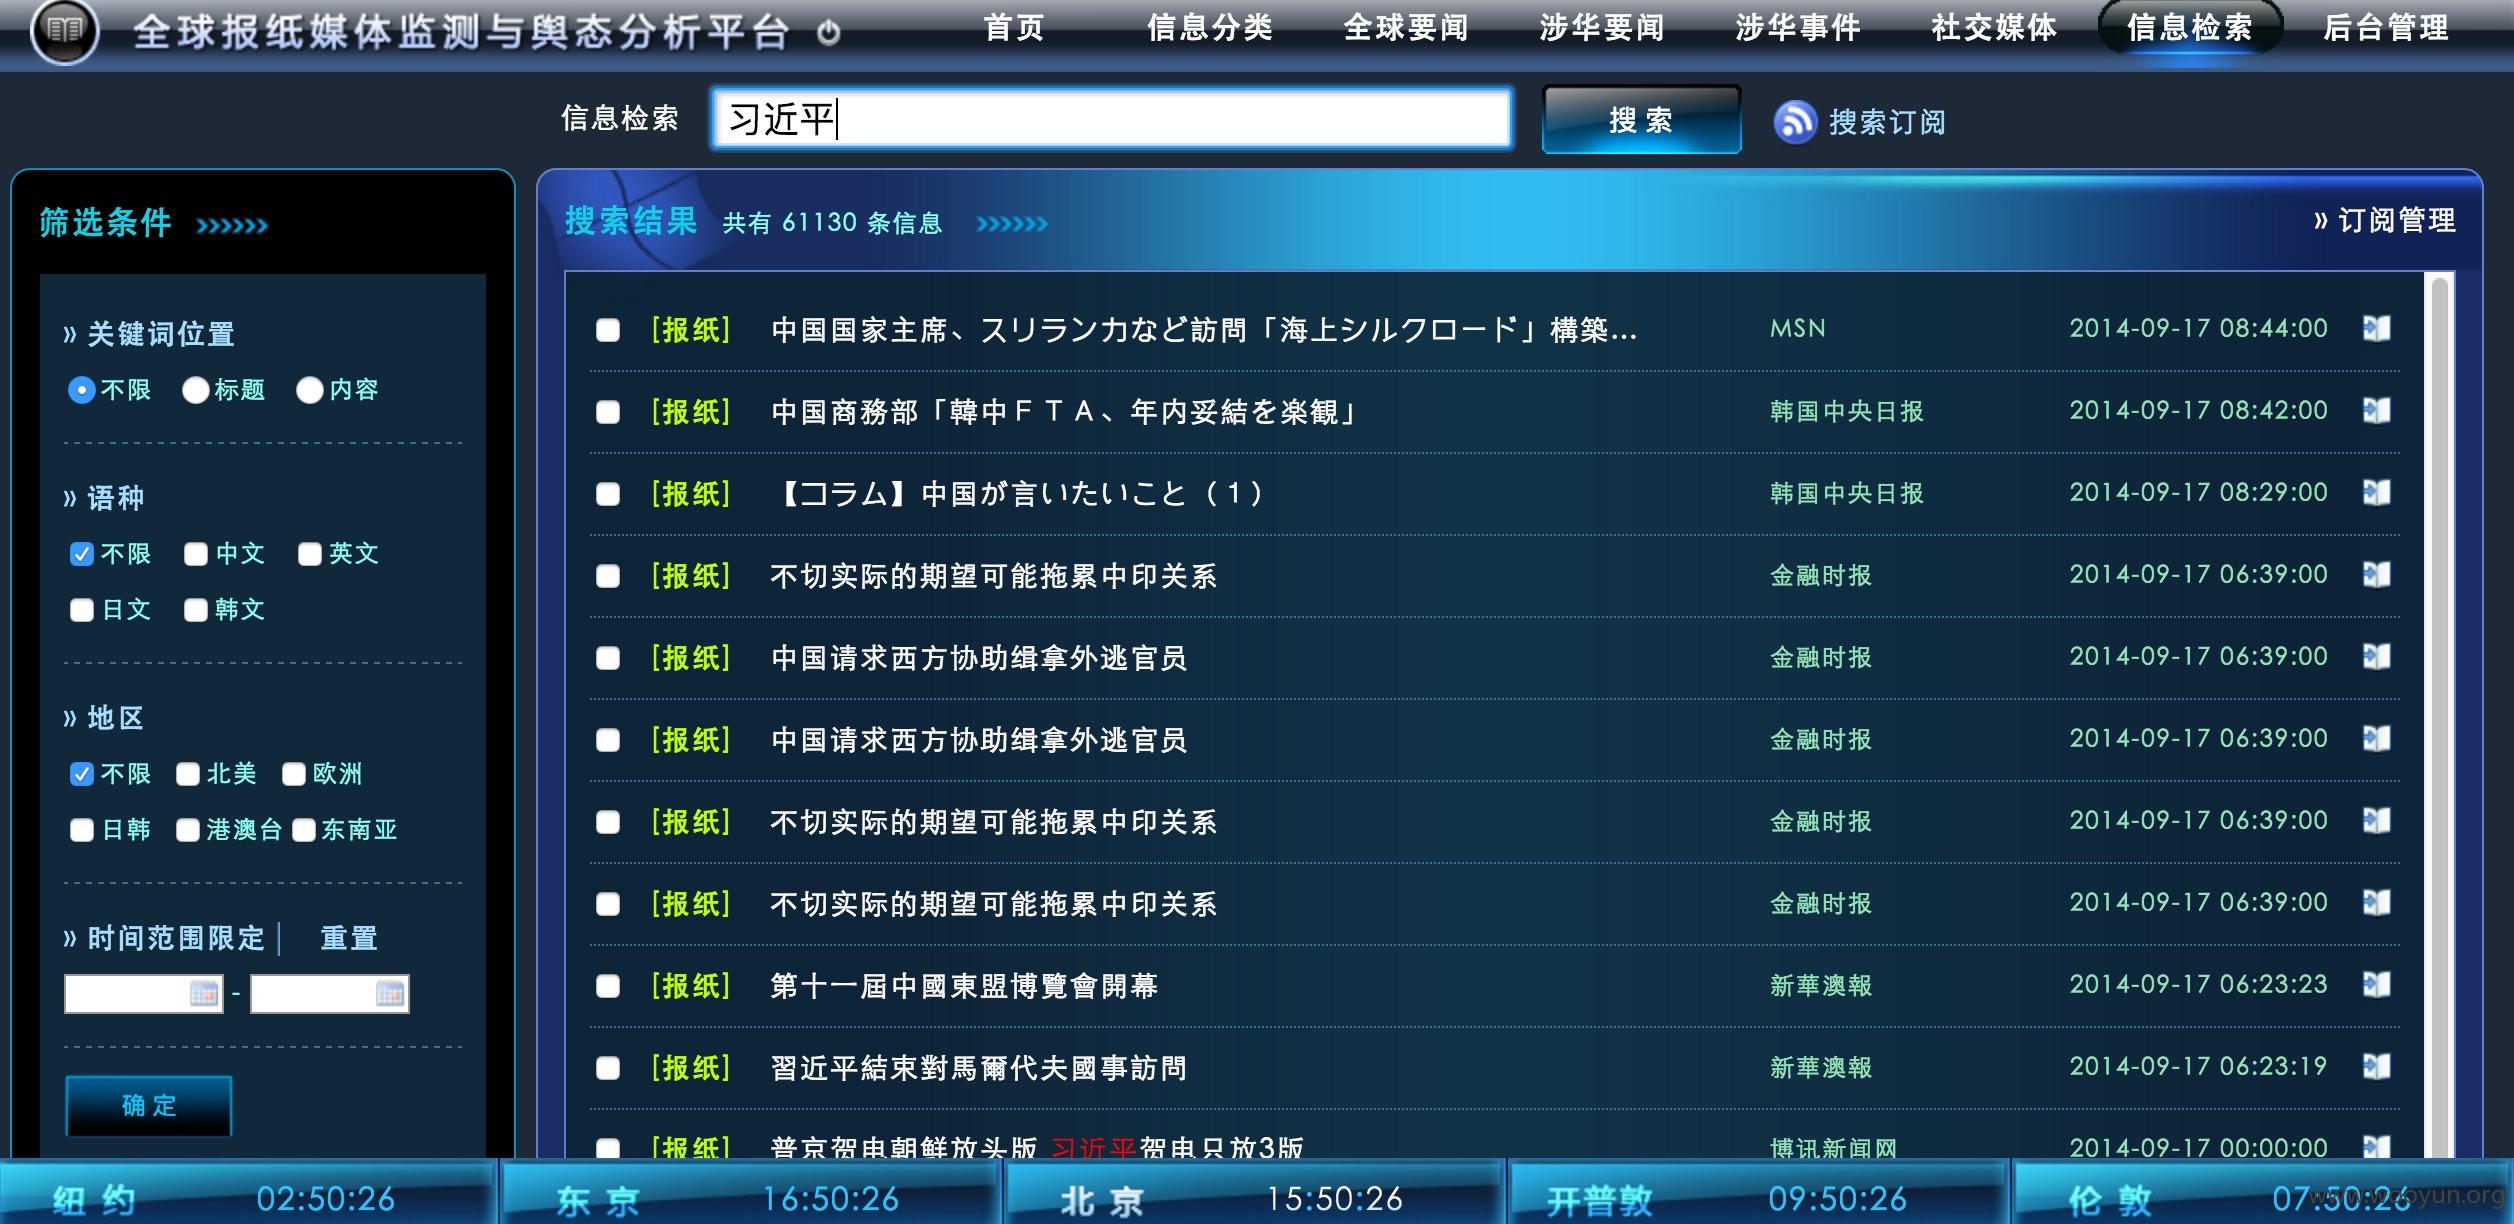 全球报纸媒体监测与舆态分析平台 首页 信息分类 全球要闻 涉华要闻 涉华事件 社交媒体 信息检索 后台管理
信息检索 习近平 搜索 搜索订阅
筛选条件
» 关键词位置
不限 标题 内容
» 语种
不限 中文 英文
日文 韩文
» 地区
不限 北美 欧洲
日韩 港澳台 东南亚
» 时间范围限定 | 重置
-
确定
搜索结果 共有 61130 条信息 » 订阅管理
[报纸] 中国国家主席、スリランカなど訪問「海上シルクロード」構築... MSN 2014-09-17 08:44:00
[报纸] 中国商務部「韓中ＦＴＡ、年内妥結を楽観」 韩国中央日报 2014-09-17 08:42:00
[报纸] 【コラム】中国が言いたいこと（１） 韩国中央日报 2014-09-17 08:29:00
[报纸] 不切实际的期望可能拖累中印关系 金融时报 2014-09-17 06:39:00
[报纸] 中国请求西方协助缉拿外逃官员 金融时报 2014-09-17 06:39:00
[报纸] 中国请求西方协助缉拿外逃官员 金融时报 2014-09-17 06:39:00
[报纸] 不切实际的期望可能拖累中印关系 金融时报 2014-09-17 06:39:00
[报纸] 不切实际的期望可能拖累中印关系 金融时报 2014-09-17 06:39:00
[报纸] 第十一屆中國東盟博覽會開幕 新華澳報 2014-09-17 06:23:23
[报纸] 習近平結束對馬爾代夫國事訪問 新華澳報 2014-09-17 06:23:19
[报纸] 普京贺电朝鲜放头版 习近平贺电只放3版 博讯新闻网 2014-09-17 00:00:00
纽约 02:50:26 东京 16:50:26 北京 15:50:26 开普敦 09:50:26 伦敦 07:50:26
www.wooyun.org